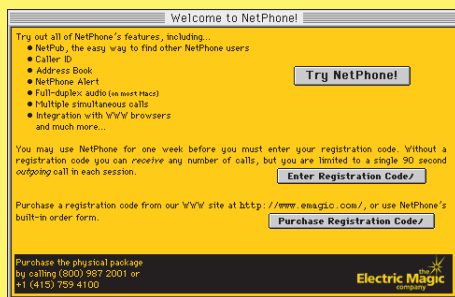 Welcome to NetPhone!
Try out all of NetPhone's features, including...
● NetPub, the easy way to find other NetPhone users
● Caller ID
● Address Book
● NetPhone Alert
● Full-duplex audio (on most Macs)
● Multiple simultaneous calls
● Integration with WWW browsers
and much more...
Try NetPhone!
You may use NetPhone for one week before you must enter your registration code. Without a
registration code you can receive any number of calls, but you are limited to a single 90 second
outgoing call in each session.
Enter Registration Code/
Purchase a registration code from our WWW site at http://www.emagic.com/, or use NetPhone's
built-in order form.
Purchase Registration Code/
Purchase the physical package
by calling (800) 987 2001 or
+1 (415) 759 4100
the
Electric Magic
company